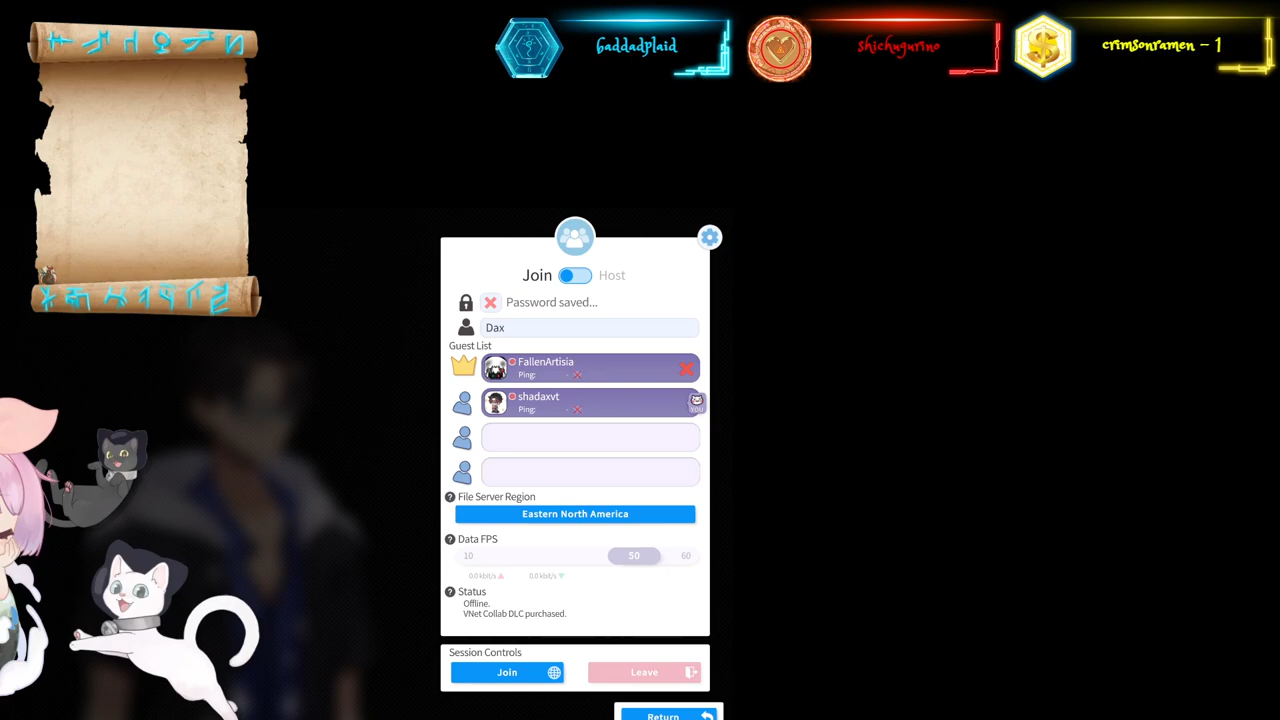 baddadplaid
shichugurino
crimsonramen - 1
Join
Host
Password saved...
Dax
Guest List
FallenArtisia
Ping: -
shadaxvt
Ping: -
YOU
File Server Region
Eastern North America
Data FPS
10 50 60
0.0 kbit/s 0.0 kbit/s
Status
Offline.
VNet Collab DLC purchased.
Session Controls
Join
Leave
Return